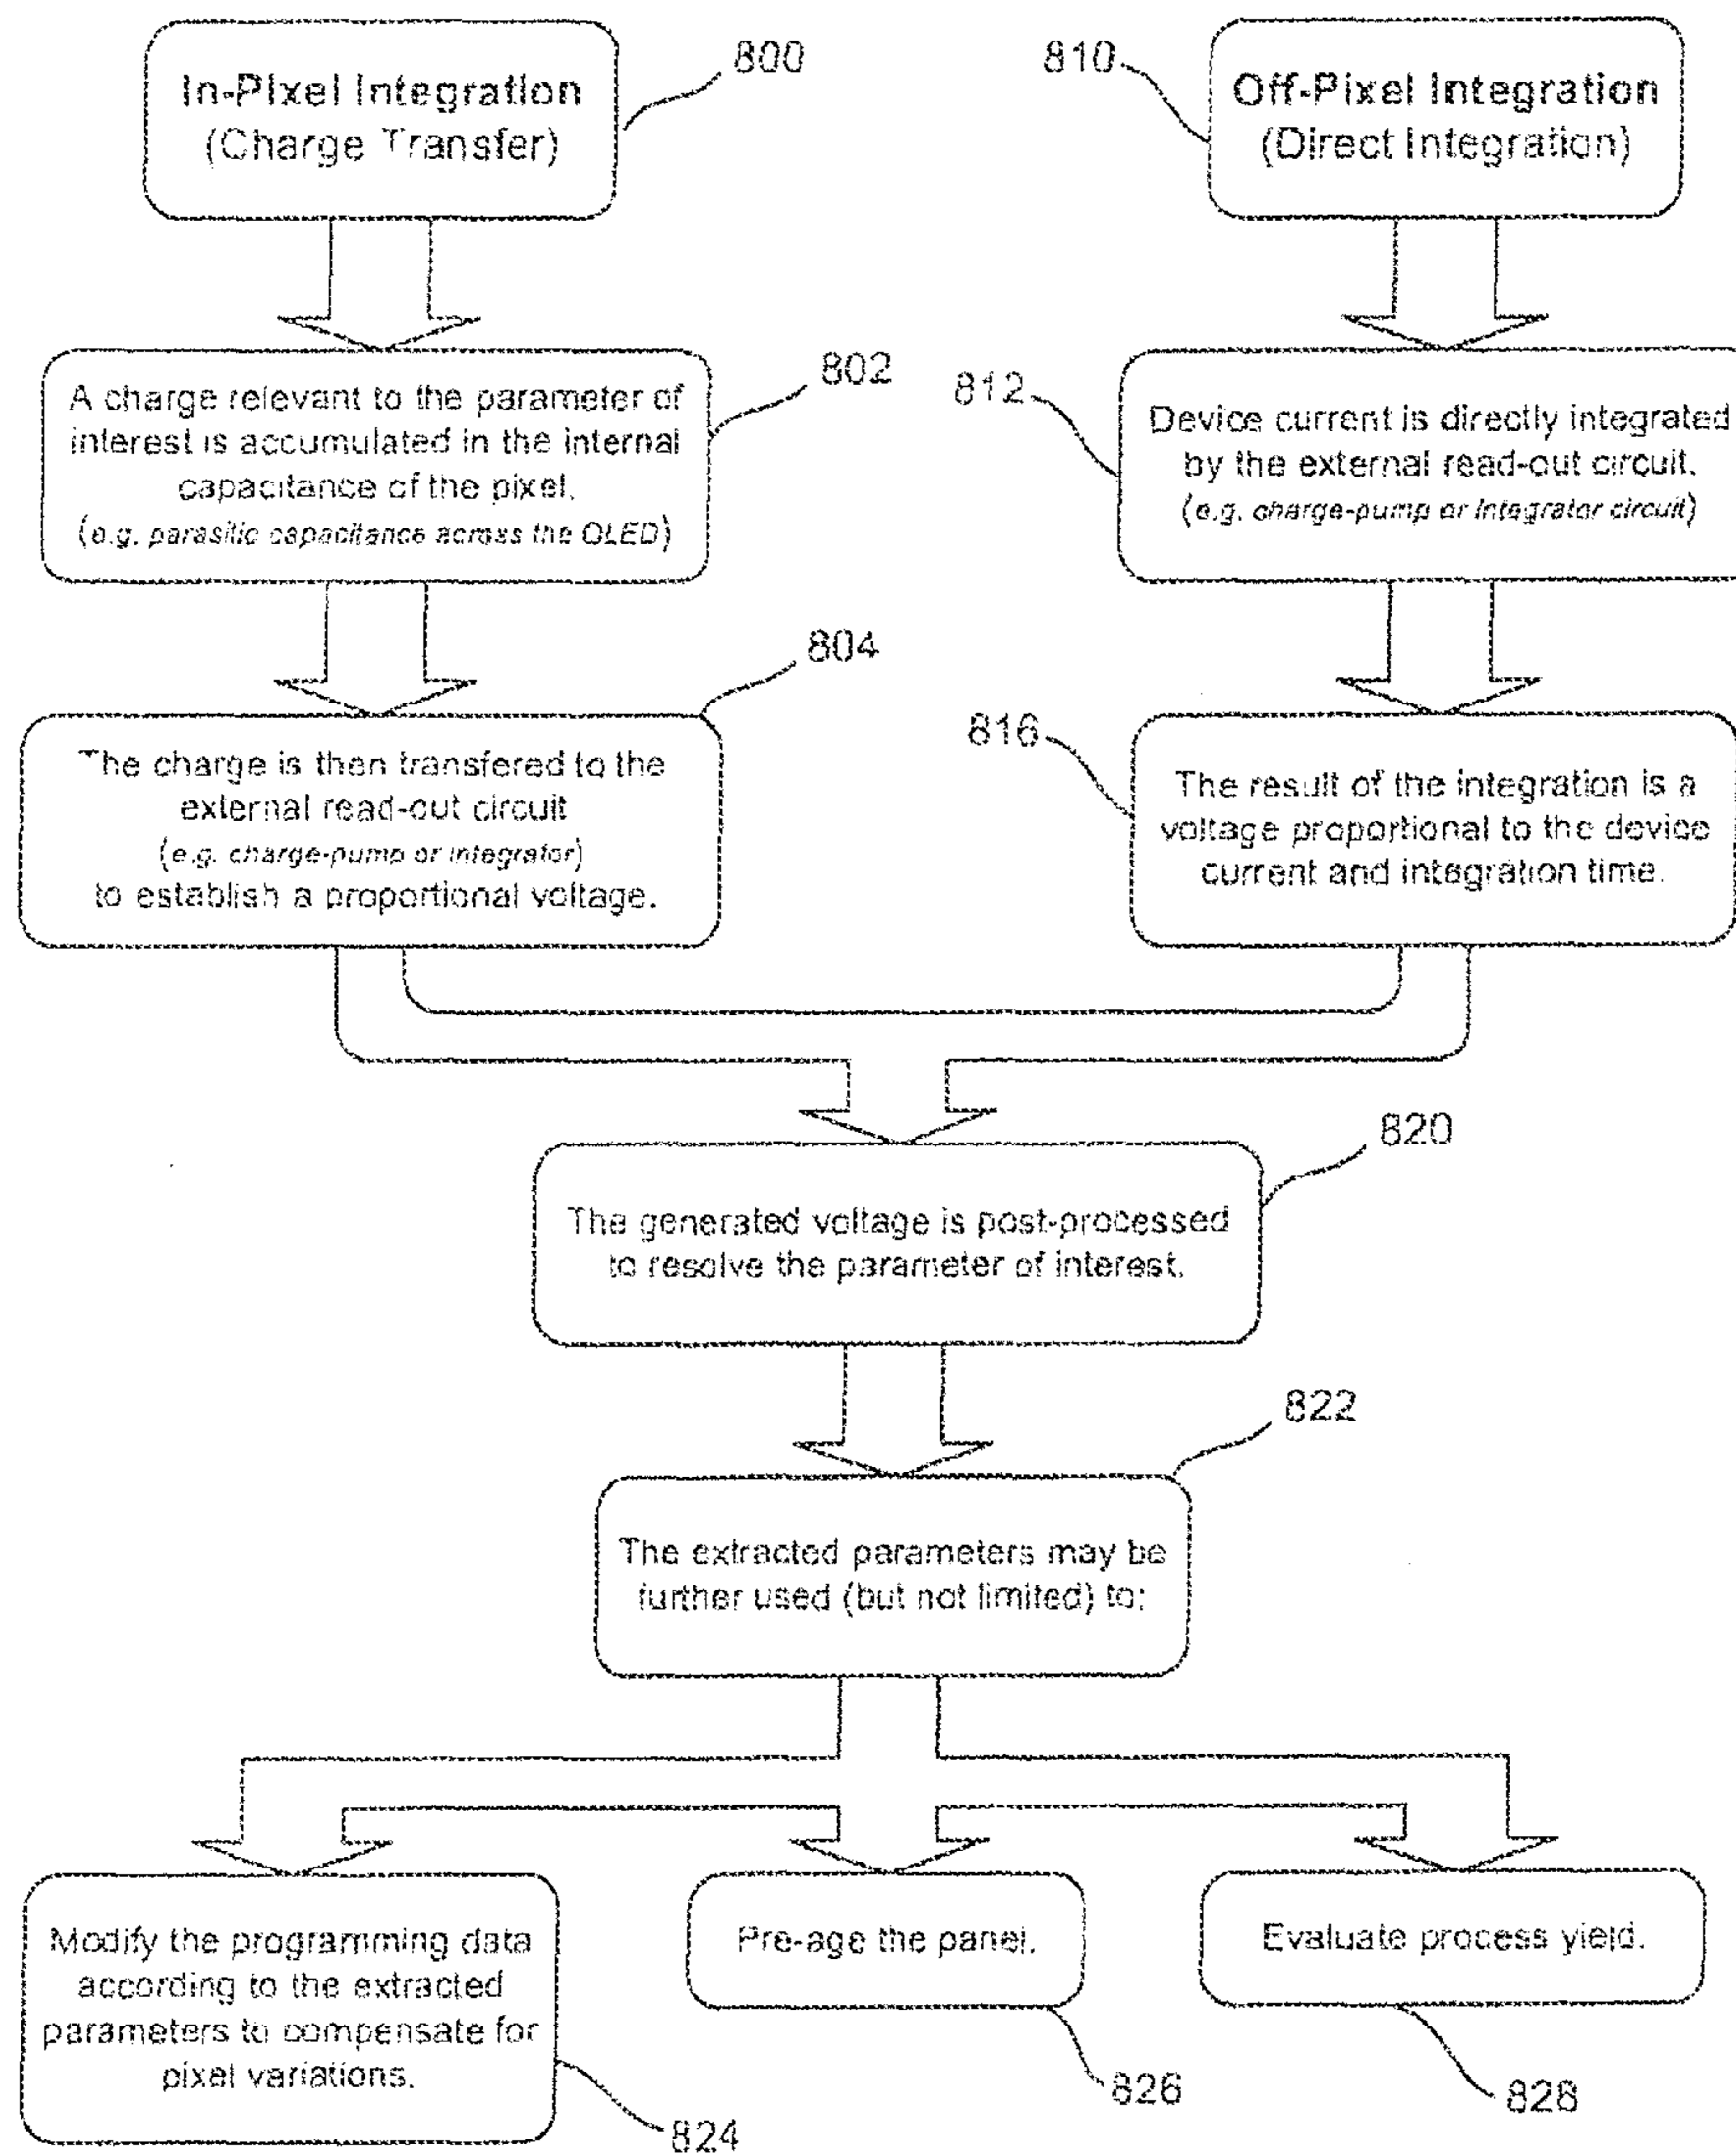 In-Pixel Integration
(Charge Transfer)
800
810
Off-Pixel Integration
(Direct Integration)
A charge relevant to the parameter of
interest is accumulated in the internal
capacitance of the pixel.
(e.g. parasitic capacitance across the OLED)
802
812
Device current is directly integrated
by the external read-out circuit.
(e.g. charge-pump or integrator circuit)
The charge is then transfered to the
external read-out circuit
(e.g. charge-pump or integrator)
to establish a proportional voltage.
804
816
The result of the integration is a
voltage proportional to the device
current and integration time.
The generated voltage is post-processed
to resolve the parameter of interest.
820
The extracted parameters may be
further used (but not limited) to:
822
Modify the programming data
according to the extracted
parameters to compensate for
pixel variations.
824
Pre-age the panel.
826
Evaluate process yield.
828